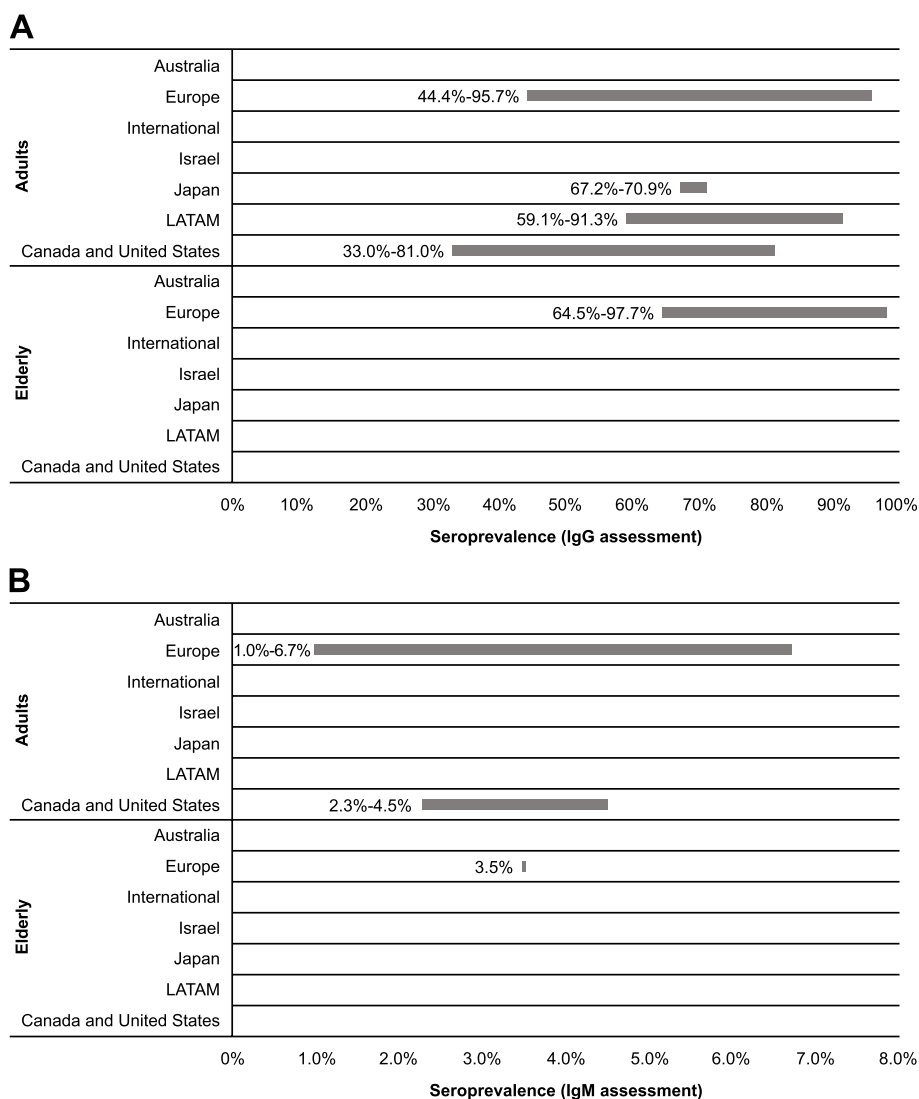 A
Adults
Australia
Europe 44.4%-95.7%
International
Israel
Japan 67.2%-70.9%
LATAM 59.1%-91.3%
Canada and United States 33.0%-81.0%
Elderly
Australia
Europe 64.5%-97.7%
International
Israel
Japan
LATAM
Canada and United States
0% 10% 20% 30% 40% 50% 60% 70% 80% 90% 100%
Seroprevalence (IgG assessment)
B
Adults
Australia
Europe 1.0%-6.7%
International
Israel
Japan
LATAM
Canada and United States 2.3%-4.5%
Elderly
Australia
Europe 3.5%
International
Israel
Japan
LATAM
Canada and United States
0% 1.0% 2.0% 3.0% 4.0% 5.0% 6.0% 7.0% 8.0%
Seroprevalence (IgM assessment)